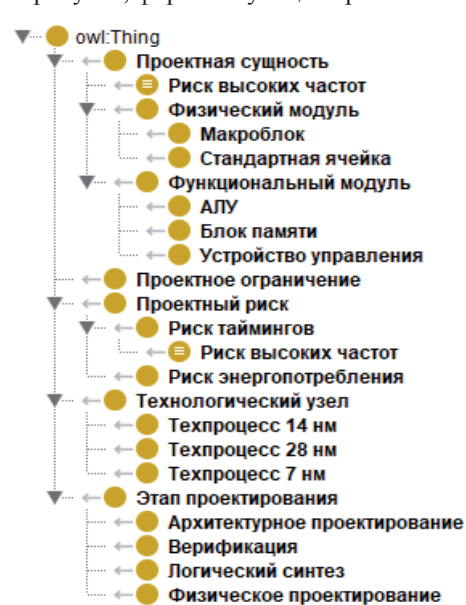 owl:Thing
Проектная сущность
Риск высоких частот
Физический модуль
Макроблок
Стандартная ячейка
Функциональный модуль
АЛУ
Блок памяти
Устройство управления
Проектное ограничение
Проектный риск
Риск таймингов
Риск высоких частот
Риск энергопотребления
Технологический узел
Техпроцесс 14 нм
Техпроцесс 28 нм
Техпроцесс 7 нм
Этап проектирования
Архитектурное проектирование
Верификация
Логический синтез
Физическое проектирование